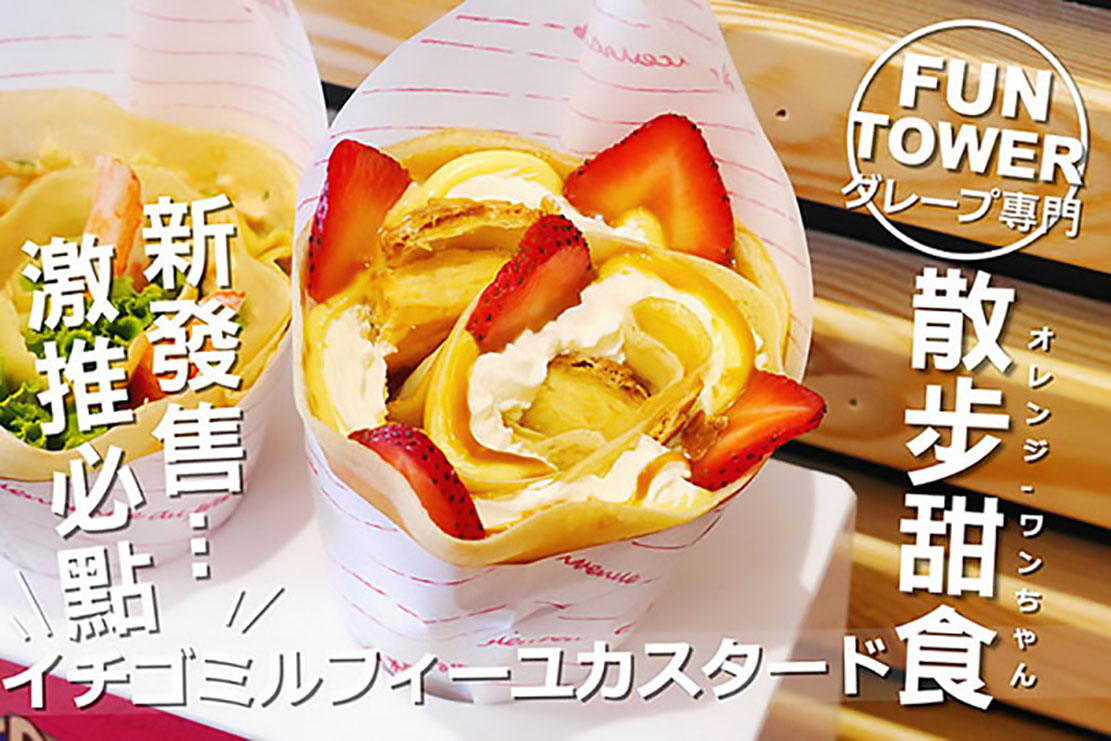 FUN
TOWER
ダレープ專門
散步甜食
オレンジ-ワンちゃん
新發售：
激推必點
イチゴミルフィーユカスタード